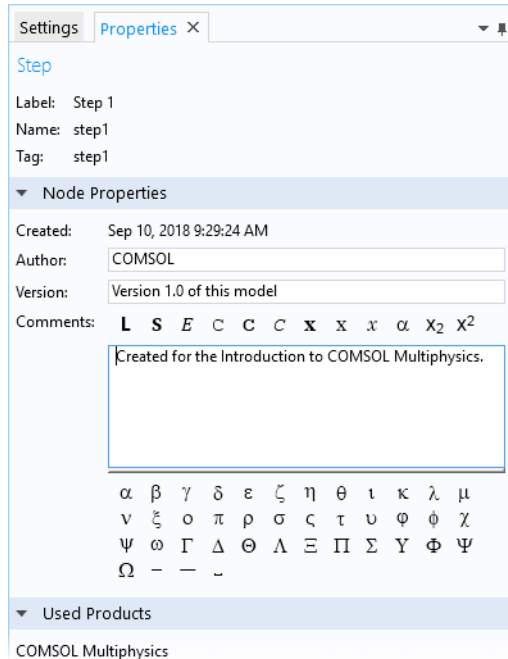 Settings Properties ×
Step
Label: Step 1
Name: step1
Tag: step1
Node Properties
Created: Sep 10, 2018 9:29:24 AM
Author: COMSOL
Version: Version 1.0 of this model
Comments: L S E C C C x x x α X₂ X²
Created for the Introduction to COMSOL Multiphysics.
α β γ δ ε ζ η θ ι κ λ μ
ν ξ ο π ρ σ ς τ υ φ ϕ χ
Ψ ω Γ Δ Θ Λ Ξ Π Σ Υ Φ Ψ
Ω – —
Used Products
COMSOL Multiphysics